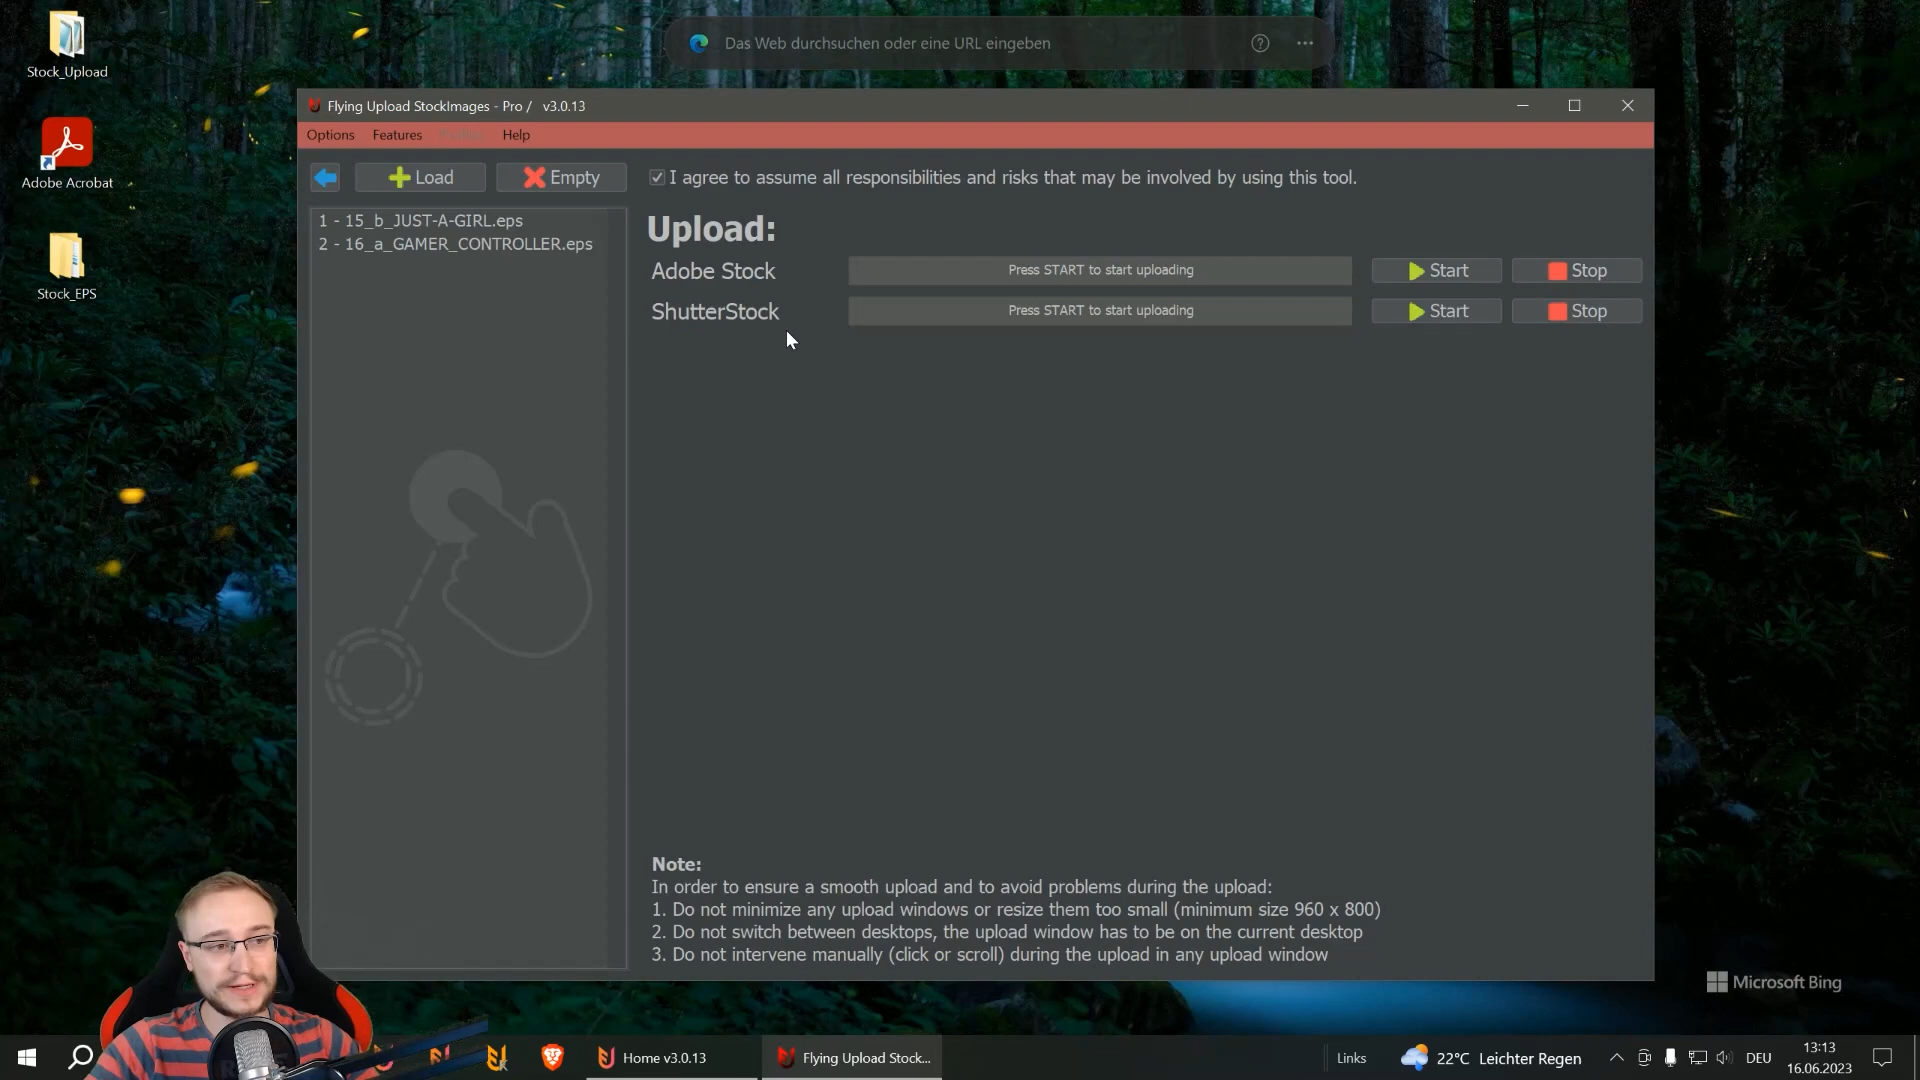 Stock_Upload
Das Web durchsuchen oder eine URL eingeben
Flying Upload StockImages - Pro / v3.0.13
Options Features Help
Adobe Acrobat
Load Empty I agree to assume all responsibilities and risks that may be involved by using this tool.
1 - 15_b_JUST-A-GIRL.eps
2 - 16_a_GAMER_CONTROLLER.eps
Upload:
Adobe Stock Press START to start uploading Start Stop
ShutterStock Press START to start uploading Start Stop
Stock_EPS
Note:
In order to ensure a smooth upload and to avoid problems during the upload:
1. Do not minimize any upload windows or resize them too small (minimum size 960 x 800)
2. Do not switch between desktops, the upload window has to be on the current desktop
3. Do not intervene manually (click or scroll) during the upload in any upload window
Microsoft Bing
Home v3.0.13 Flying Upload Stock... Links 22°C Leichter Regen DEU 13:13
16.06.2023